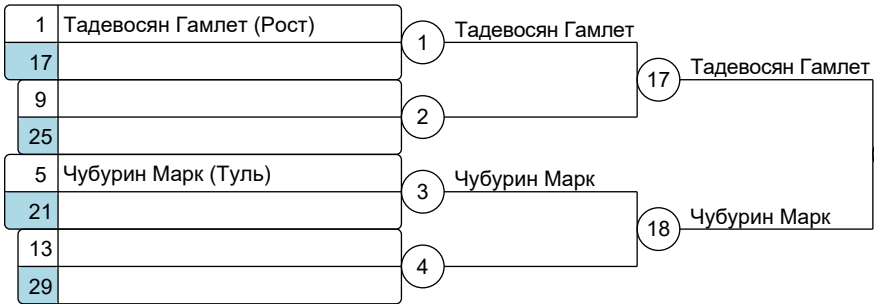 1 Тадевосян Гамлет (Рост)
17
1 Тадевосян Гамлет
17 Тадевосян Гамлет
9
25
2
5 Чубурин Марк (Туль)
21
3 Чубурин Марк
18 Чубурин Марк
13
29
4